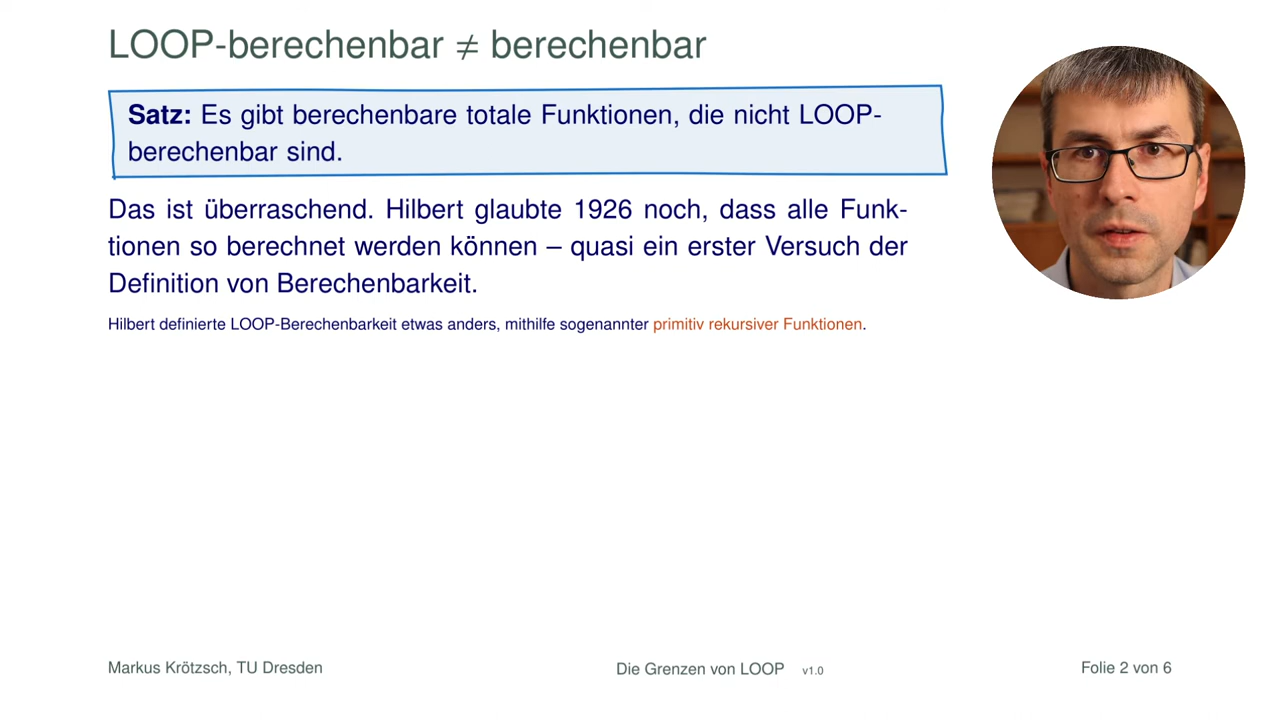 LOOP-berechenbar ≠ berechenbar
Satz: Es gibt berechenbare totale Funktionen, die nicht LOOP-
berechenbar sind.
Das ist überraschend. Hilbert glaubte 1926 noch, dass alle Funk-
tionen so berechnet werden können – quasi ein erster Versuch der
Definition von Berechenbarkeit.
Hilbert definierte LOOP-Berechenbarkeit etwas anders, mithilfe sogenannter primitiv rekursiver Funktionen.
Markus Krötzsch, TU Dresden Die Grenzen von LOOP v1.0 Folie 2 von 6